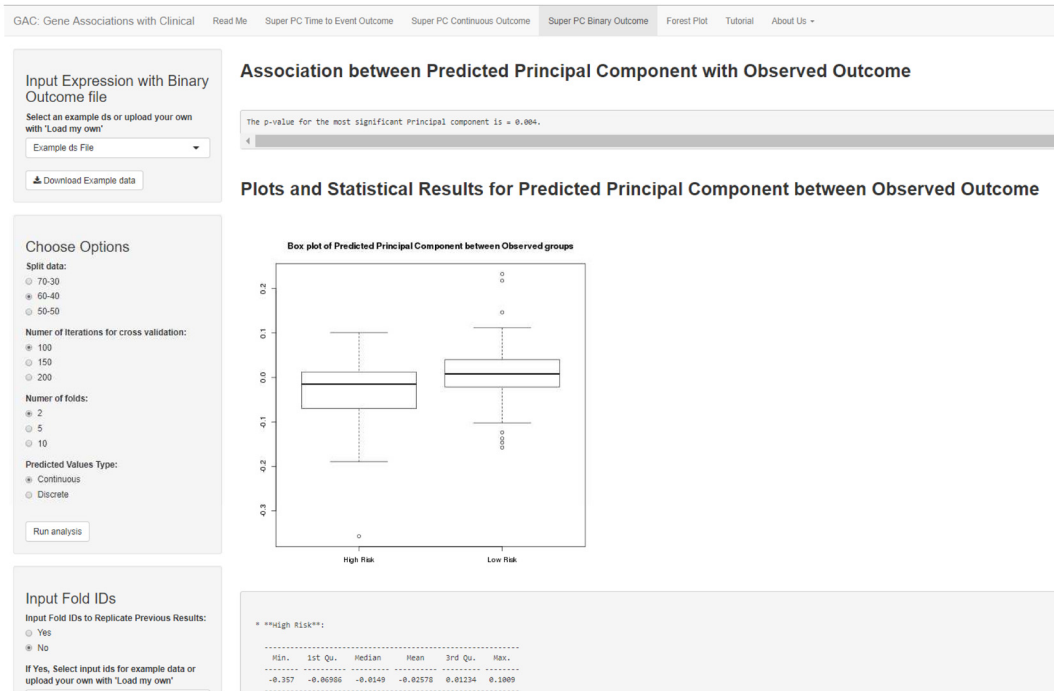 GAC: Gene Associations with Clinical Read Me Super PC Time to Event Outcome Super PC Continuous Outcome Super PC Binary Outcome Forest Plot Tutorial About Us
Input Expression with Binary
Outcome file
Select an example ds or upload your own
with 'Load my own'
Example ds File
Download Example data
Choose Options
Split data:
70-30
60-40
50-50
Numer of Iterations for cross validation:
100
150
200
Numer of folds:
2
5
10
Predicted Values Type:
Continuous
Discrete
Run analysis
Input Fold IDs
Input Fold IDs to Replicate Previous Results:
Yes
No
If Yes, Select input ids for example data or
upload your own with 'Load my own'
Association between Predicted Principal Component with Observed Outcome
The p-value for the most significant Principal component is = 0.004.
Plots and Statistical Results for Predicted Principal Component between Observed Outcome
Box plot of Predicted Principal Component between Observed groups
0.2
0.1
0.0
-0.1
-0.2
-0.3
High Risk Low Risk
* **High Risk**:
Min. 1st Qu. Median Mean 3rd Qu. Max.
-0.357 -0.06986 -0.0149 -0.02578 0.01234 0.1009